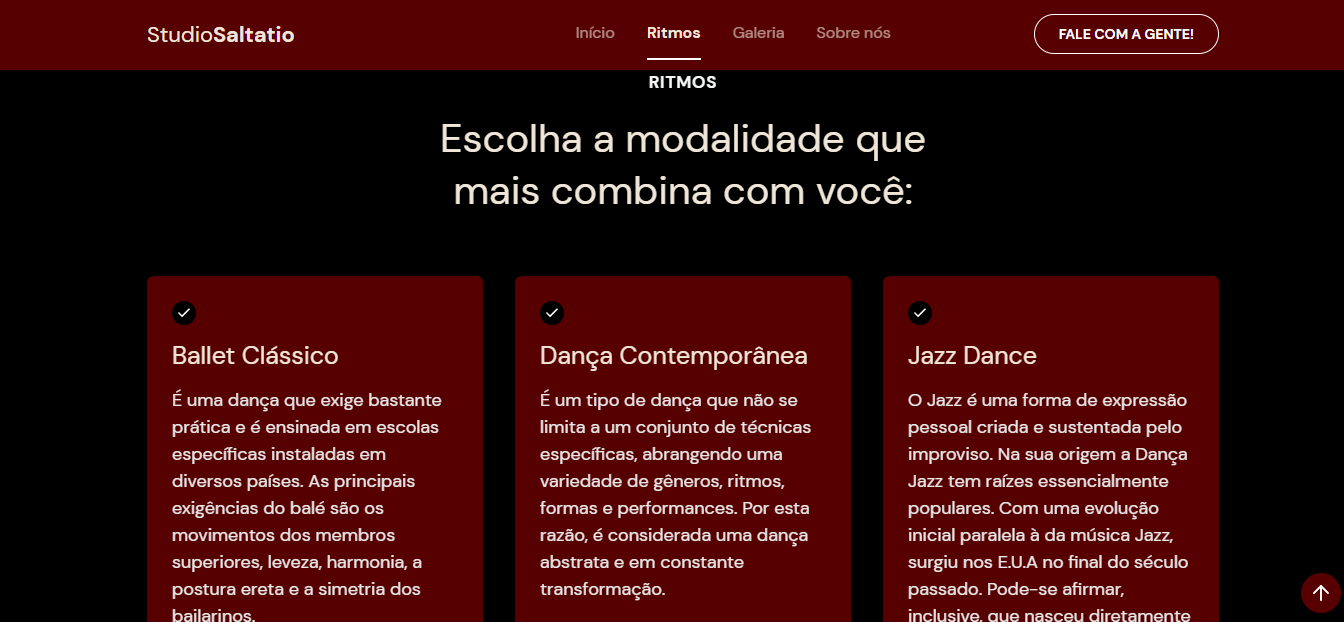 StudioSaltatio
Início
Ritmos
Galeria
Sobre nós
FALE COM A GENTE!
RITMOS
Escolha a modalidade que
mais combina com você:
Ballet Clássico
É uma dança que exige bastante
prática e é ensinada em escolas
específicas instaladas em
diversos países. As principais
exigências do balé são os
movimentos dos membros
superiores, leveza, harmonia, a
postura ereta e a simetria dos
bailarinos.
Dança Contemporânea
É um tipo de dança que não se
limita a um conjunto de técnicas
específicas, abrangendo uma
variedade de gêneros, ritmos,
formas e performances. Por esta
razão, é considerada uma dança
abstrata e em constante
transformação.
Jazz Dance
O Jazz é uma forma de expressão
pessoal criada e sustentada pelo
improviso. Na sua origem a Dança
Jazz tem raízes essencialmente
populares. Com uma evolução
inicial paralela à da música Jazz,
surgiu nos E.U.A no final do século
passado. Pode-se afirmar,
inclusive, que nasceu diretamente